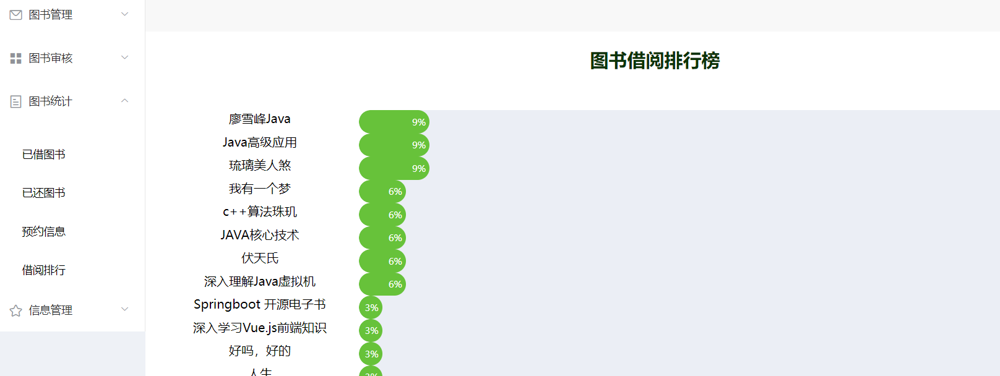 图书管理
图书审核
图书统计
已借图书
已还图书
预约信息
借阅排行
信息管理
图书借阅排行榜
廖雪峰Java 9%
Java高级应用 9%
琉璃美人煞 9%
我有一个梦 6%
c++算法珠玑 6%
JAVA核心技术 6%
伏天氏 6%
深入理解Java虚拟机 6%
Springboot 开源电子书 3%
深入学习Vue.js前端知识 3%
好吗，好的 3%
人生 3%